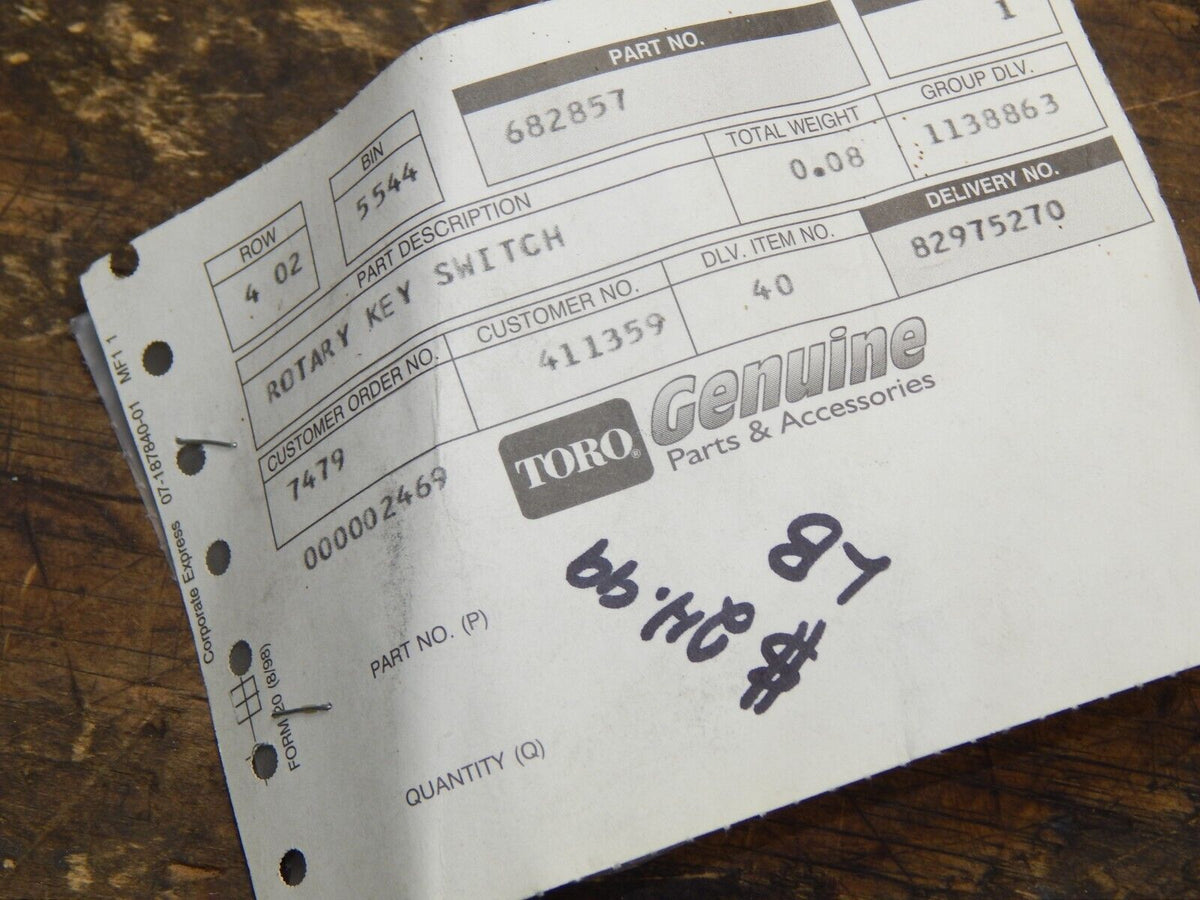 PART NO.
682857
1
BIN
5544
TOTAL WEIGHT
0.08
GROUP DLV.
1138863
ROW
4 02
PART DESCRIPTION
ROTARY KEY SWITCH
DELIVERY NO.
82975270
CUSTOMER ORDER NO.
7479
CUSTOMER NO.
411359
DLV. ITEM NO.
40
000002469
TORO®
Genuine
Parts & Accessories
LB
$24.99
PART NO. (P)
QUANTITY (Q)
Corporate Express 07-187840-01 MF1 1
FORM 20 (8/98)